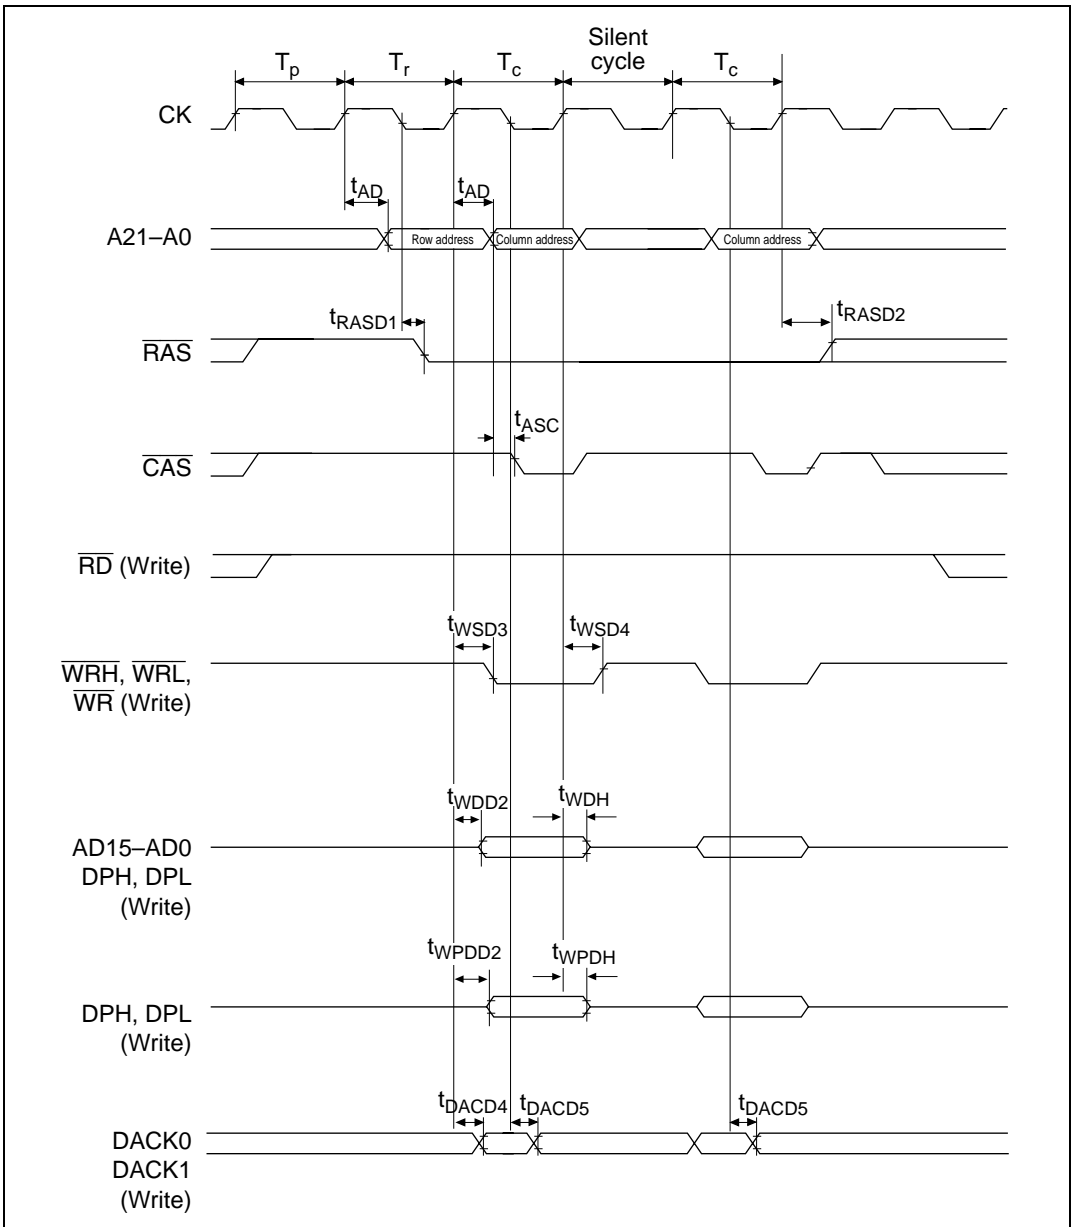 Silent
cycle
Tp
Tr
Tc
Tc
CK
tAD
tAD
A21–A0
Row address
Column address
Column address
tRASD1
tRASD2
RAS
tASC
CAS
RD (Write)
tWSD3
tWSD4
WRH, WRL,
WR (Write)
tWDD2
tWDH
AD15–AD0
DPH, DPL
(Write)
tWPDD2
tWPDH
DPH, DPL
(Write)
tDACD4
tDACD5
tDACD5
DACK0
DACK1
(Write)